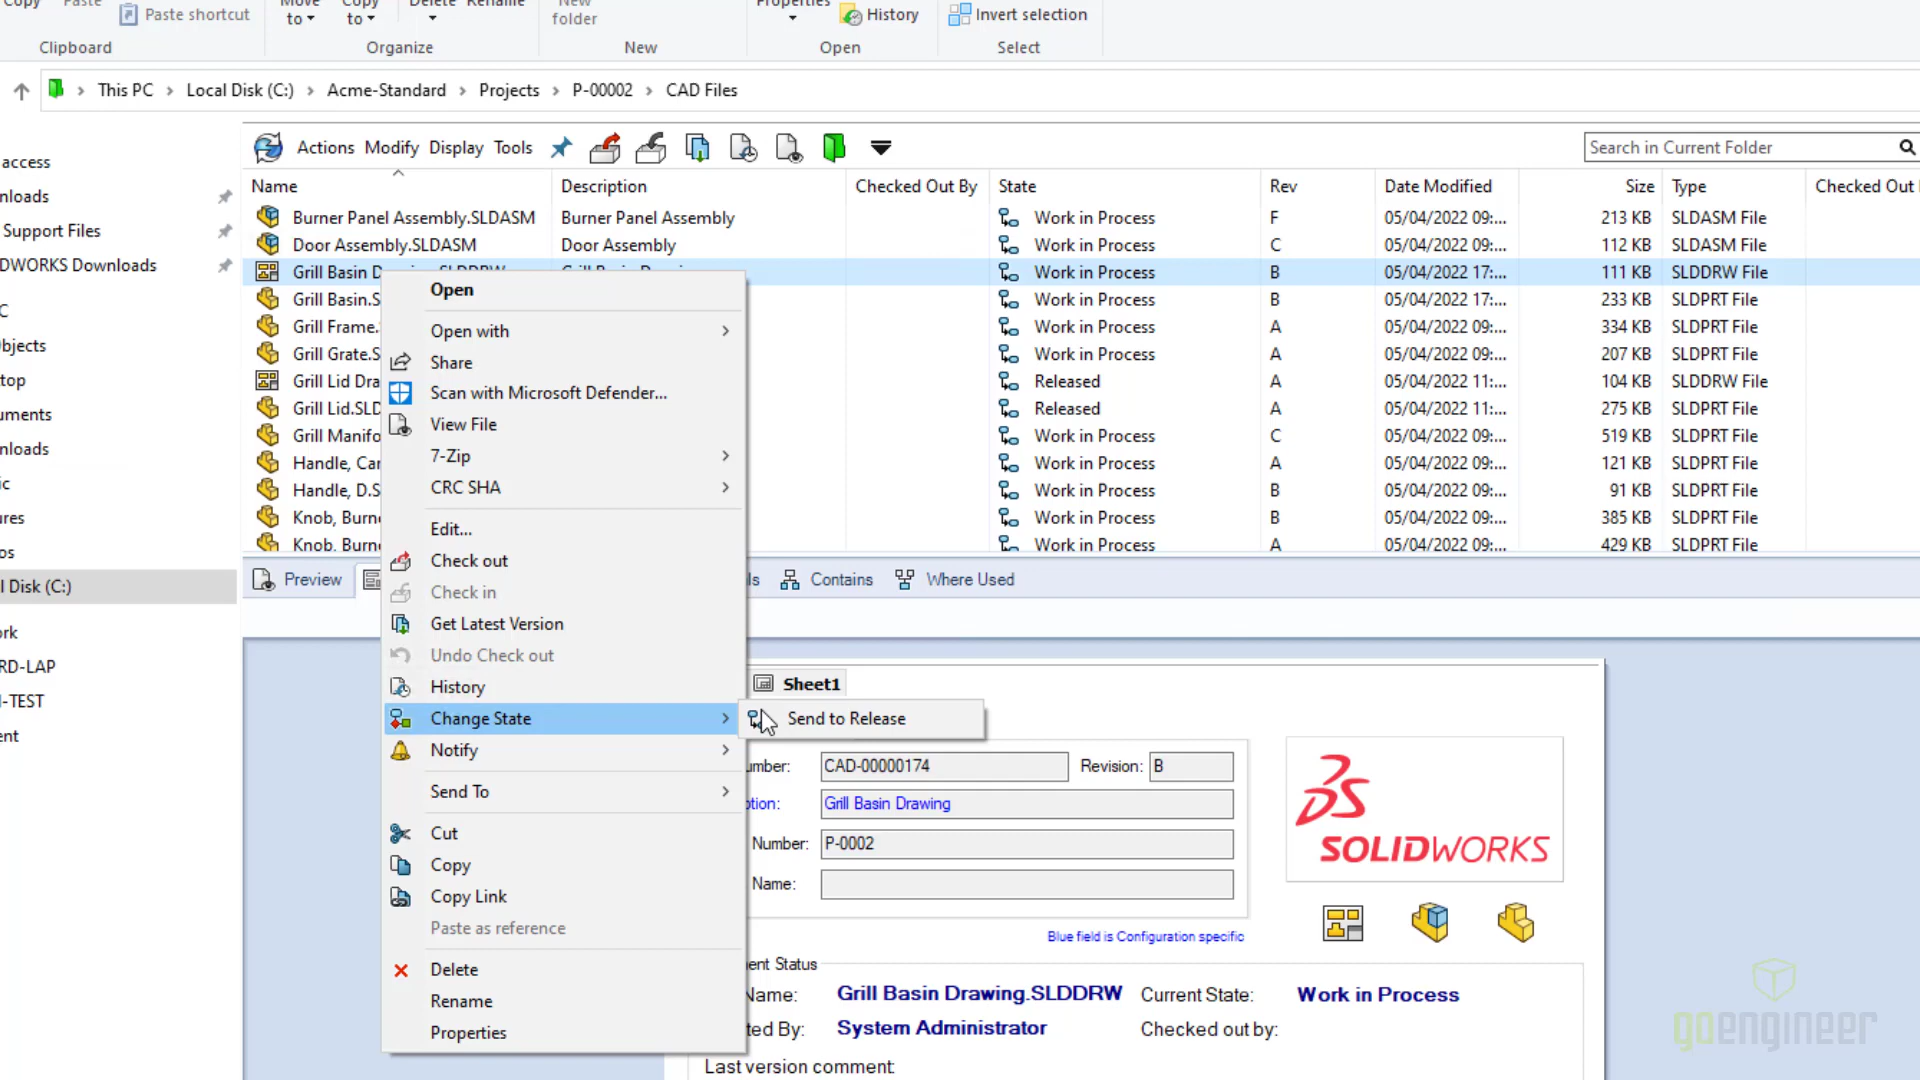 Copy Paste
Paste shortcut
Move to
Copy to
Delete Rename
New folder
Properties
History
Invert selection
Clipboard Organize New Open Select
This PC > Local Disk (C:) > Acme-Standard > Projects > P-00002 > CAD Files
Actions Modify Display Tools
Search in Current Folder
Name Description Checked Out By State Rev Date Modified Size Type Checked Out
Burner Panel Assembly.SLDASM Burner Panel Assembly Work in Process F 05/04/2022 09:... 213 KB SLDASM File
Door Assembly.SLDASM Door Assembly Work in Process C 05/04/2022 09:... 112 KB SLDASM File
Grill Basin Drawing.SLDDRW Grill Basin Drawing Work in Process B 05/04/2022 17:... 111 KB SLDDRW File
Grill Basin.S Work in Process B 05/04/2022 17:... 233 KB SLDPRT File
Grill Frame. Work in Process A 05/04/2022 09:... 334 KB SLDPRT File
Grill Grate.S Work in Process A 05/04/2022 09:... 207 KB SLDPRT File
Grill Lid Dra Released A 05/04/2022 11:... 104 KB SLDDRW File
Grill Lid.SLD Released A 05/04/2022 11:... 275 KB SLDPRT File
Grill Manifo Work in Process C 05/04/2022 09:... 519 KB SLDPRT File
Handle, Car Work in Process A 05/04/2022 09:... 121 KB SLDPRT File
Handle, D.S Work in Process B 05/04/2022 09:... 91 KB SLDPRT File
Knob, Burne Work in Process B 05/04/2022 09:... 385 KB SLDPRT File
Knob, Burn Work in Process A 05/04/2022 09:... 429 KB SLDPRT File
access
nloads
Support Files
DWORKS Downloads
C
bjects
top
uments
nloads
ic
ures
os
l Disk (C:)
ork
RD-LAP
-TEST
ent
Open
Open with
Share
Scan with Microsoft Defender...
View File
7-Zip
CRC SHA
Edit...
Check out
Check in
Get Latest Version
Undo Check out
History
Change State
Notify
Send To
Cut
Copy
Copy Link
Paste as reference
Delete
Rename
Properties
Send to Release
Preview ls Contains Where Used
Sheet1
umber: CAD-00000174 Revision: B
ption: Grill Basin Drawing
Number: P-0002
Name:
Blue field is Configuration specific
DS SOLIDWORKS
ent Status
Name: Grill Basin Drawing.SLDDRW Current State: Work in Process
ted By: System Administrator Checked out by:
Last version comment:
goengineer